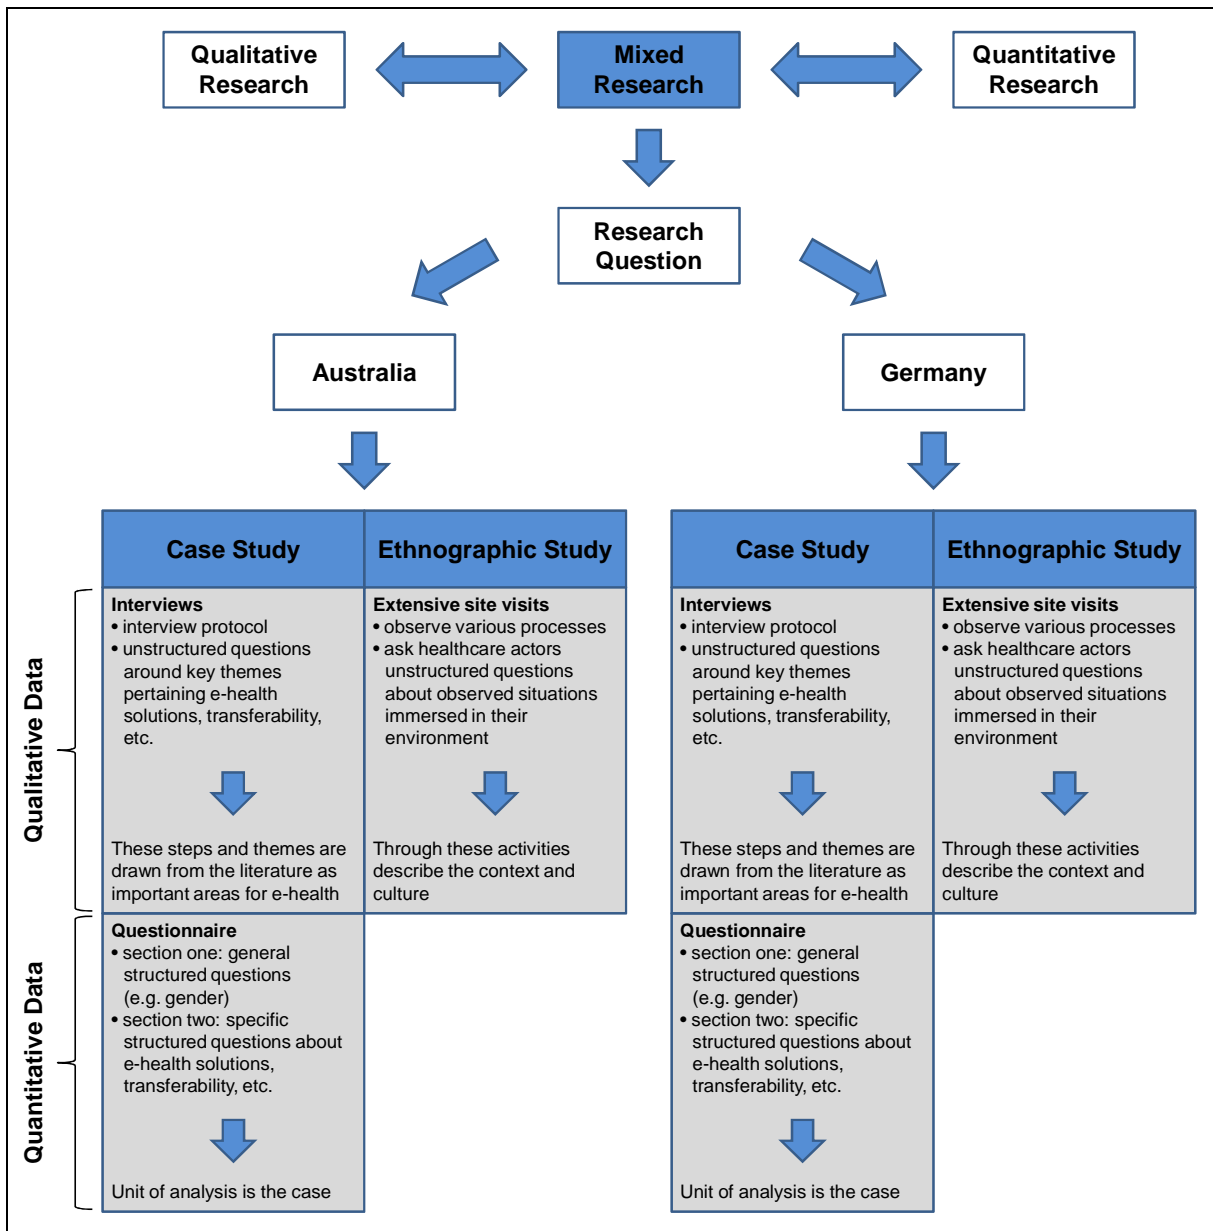 Qualitative
Research
Mixed
Research
Quantitative
Research
Research
Question
Australia
Germany
Case Study
Ethnographic Study
Case Study
Ethnographic Study
Qualitative Data
Interviews
• interview protocol
• unstructured questions
around key themes
pertaining e-health
solutions, transferability,
etc.
These steps and themes are
drawn from the literature as
important areas for e-health
Extensive site visits
• observe various processes
• ask healthcare actors
unstructured questions
about observed situations
immersed in their
environment
Through these activities
describe the context and
culture
Interviews
• interview protocol
• unstructured questions
around key themes
pertaining e-health
solutions, transferability,
etc.
These steps and themes are
drawn from the literature as
important areas for e-health
Extensive site visits
• observe various processes
• ask healthcare actors
unstructured questions
about observed situations
immersed in their
environment
Through these activities
describe the context and
culture
Quantitative Data
Questionnaire
• section one: general
structured questions
(e.g. gender)
• section two: specific
structured questions about
e-health solutions,
transferability, etc.
Unit of analysis is the case
Questionnaire
• section one: general
structured questions
(e.g. gender)
• section two: specific
structured questions about
e-health solutions,
transferability, etc.
Unit of analysis is the case